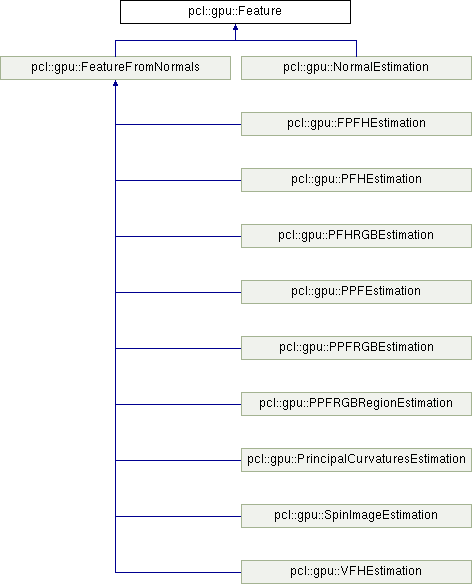 pcl::gpu::Feature
pcl::gpu::FeatureFromNormals
pcl::gpu::NormalEstimation
pcl::gpu::FPFHEstimation
pcl::gpu::PFHEstimation
pcl::gpu::PFHRGBEstimation
pcl::gpu::PPFEstimation
pcl::gpu::PPFRGBEstimation
pcl::gpu::PPFRGBRegionEstimation
pcl::gpu::PrincipalCurvaturesEstimation
pcl::gpu::SpinImageEstimation
pcl::gpu::VFHEstimation